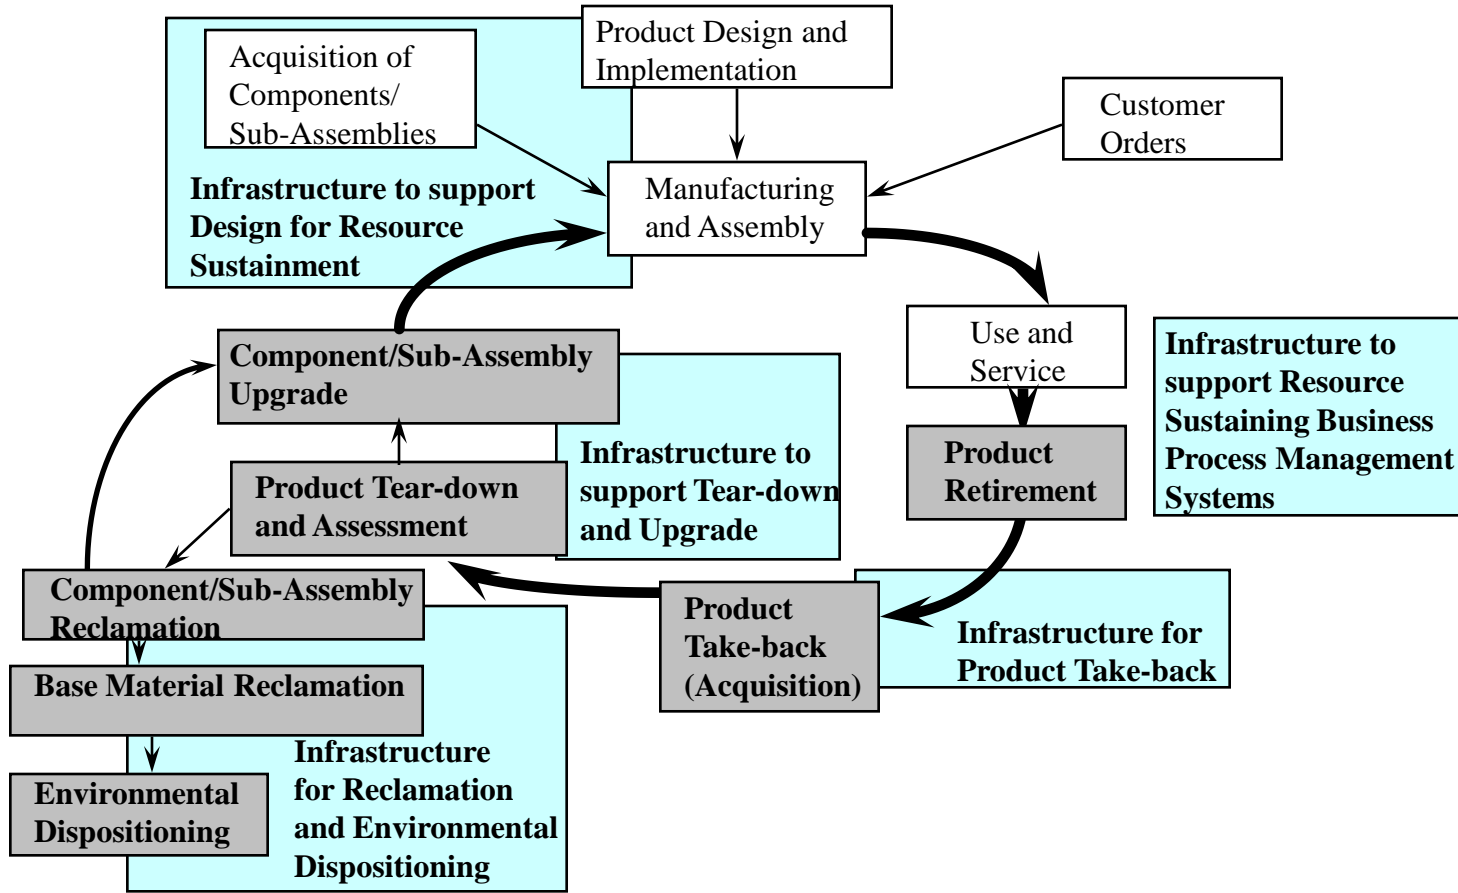 Product Design and
Implementation
Acquisition of
Components/
Sub-Assemblies
Customer
Orders
Infrastructure to support
Design for Resource
Sustainment
Manufacturing
and Assembly
Use and
Service
Infrastructure to
support Resource
Sustaining Business
Process Management
Systems
Component/Sub-Assembly
Upgrade
Infrastructure to
support Tear-down
and Upgrade
Product
Retirement
Product Tear-down
and Assessment
Component/Sub-Assembly
Reclamation
Product
Take-back
(Acquisition)
Infrastructure for
Product Take-back
Base Material Reclamation
Infrastructure
for Reclamation
and Environmental
Dispositioning
Environmental
Dispositioning